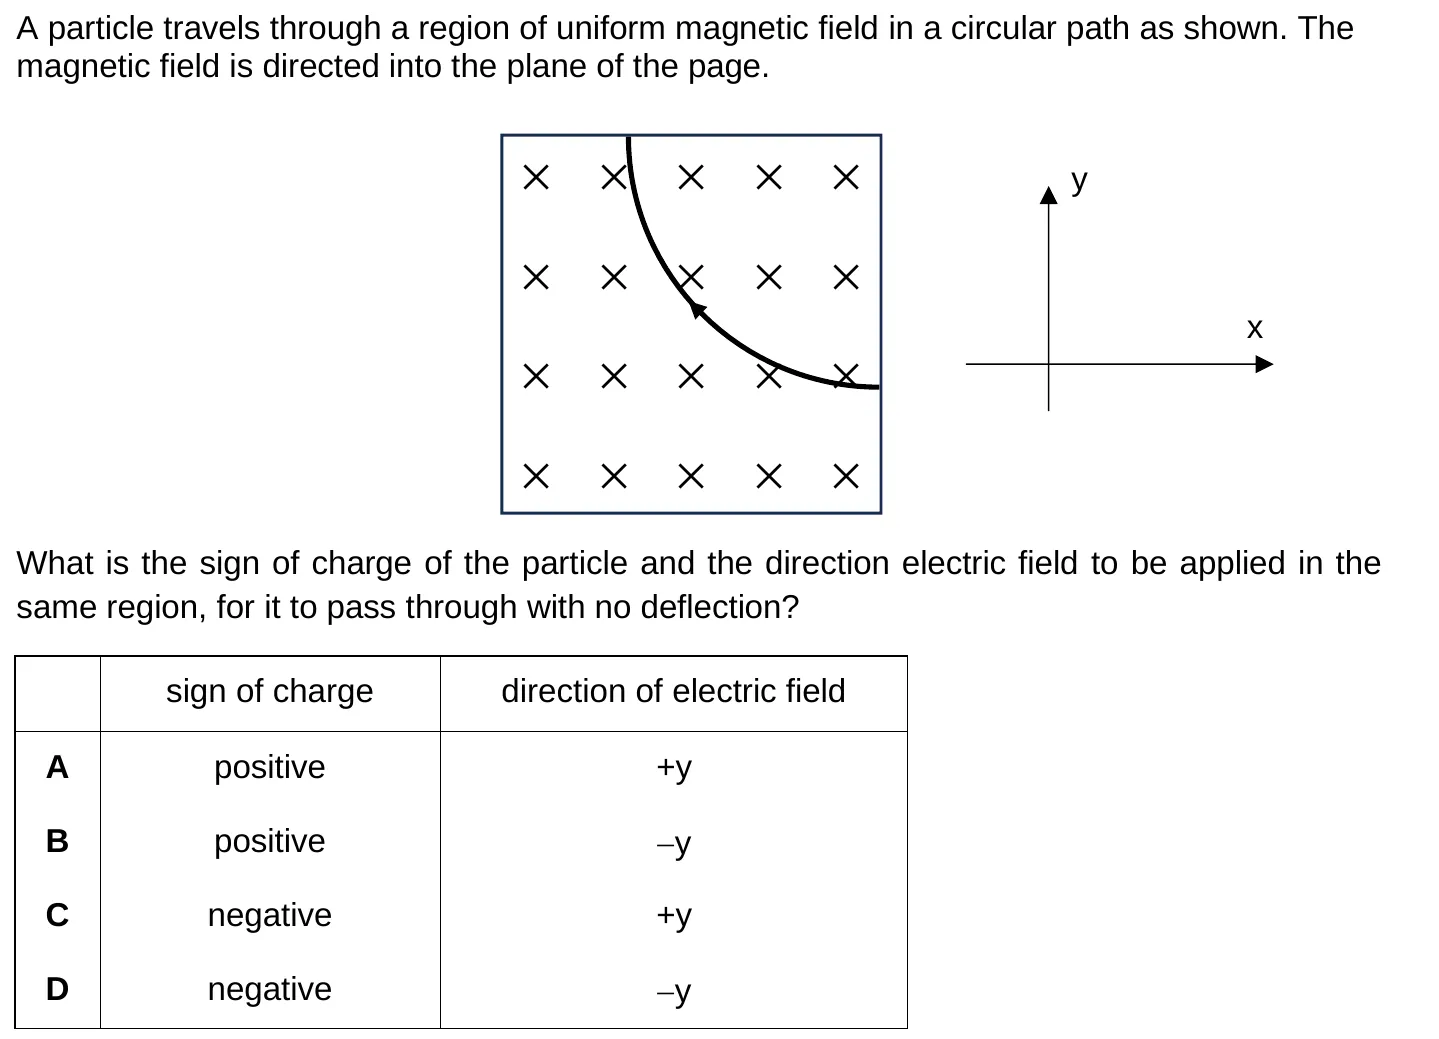 A particle travels through a region of uniform magnetic field in a circular path as shown. The
magnetic field is directed into the plane of the page.
y
x
What is the sign of charge of the particle and the direction electric field to be applied in the
same region, for it to pass through with no deflection?
sign of charge direction of electric field
A positive +y
B positive –y
C negative +y
D negative –y